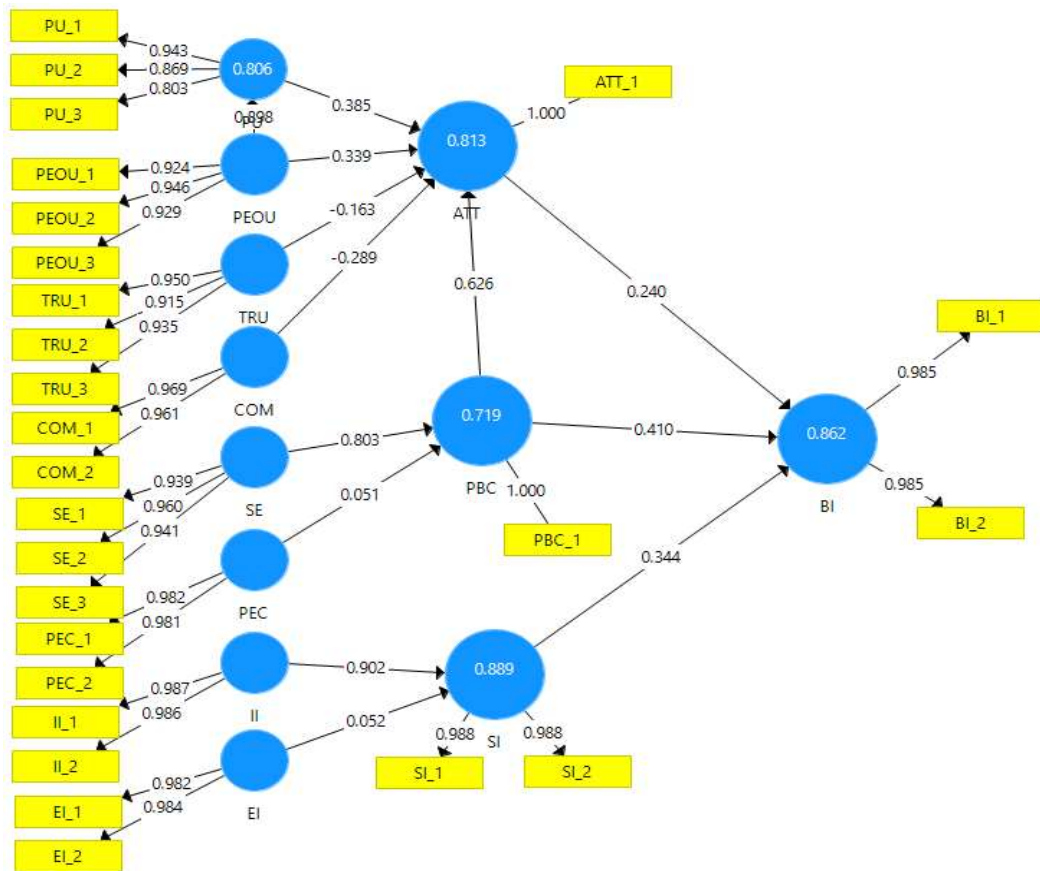 PU_1
PU_2
PU_3
0.943
0.869
0.803
0.806
PU
0.898
0.385
ATT_1
1.000
0.813
ATT
PEOU_1
PEOU_2
PEOU_3
0.924
0.946
0.929
PEOU
0.339
TRU_1
TRU_2
TRU_3
0.950
0.915
0.935
TRU
-0.163
COM_1
COM_2
0.969
0.961
COM
-0.289
0.626
0.240
SE_1
SE_2
SE_3
0.939
0.960
0.941
SE
0.803
0.719
PBC
1.000
PBC_1
0.410
PEC_1
PEC_2
0.982
0.981
PEC
0.051
BI_1
0.985
0.862
BI
0.985
BI_2
II_1
II_2
0.987
0.986
II
0.902
0.889
SI
0.344
0.988
0.988
SI_1
SI_2
EI_1
EI_2
0.982
0.984
EI
0.052